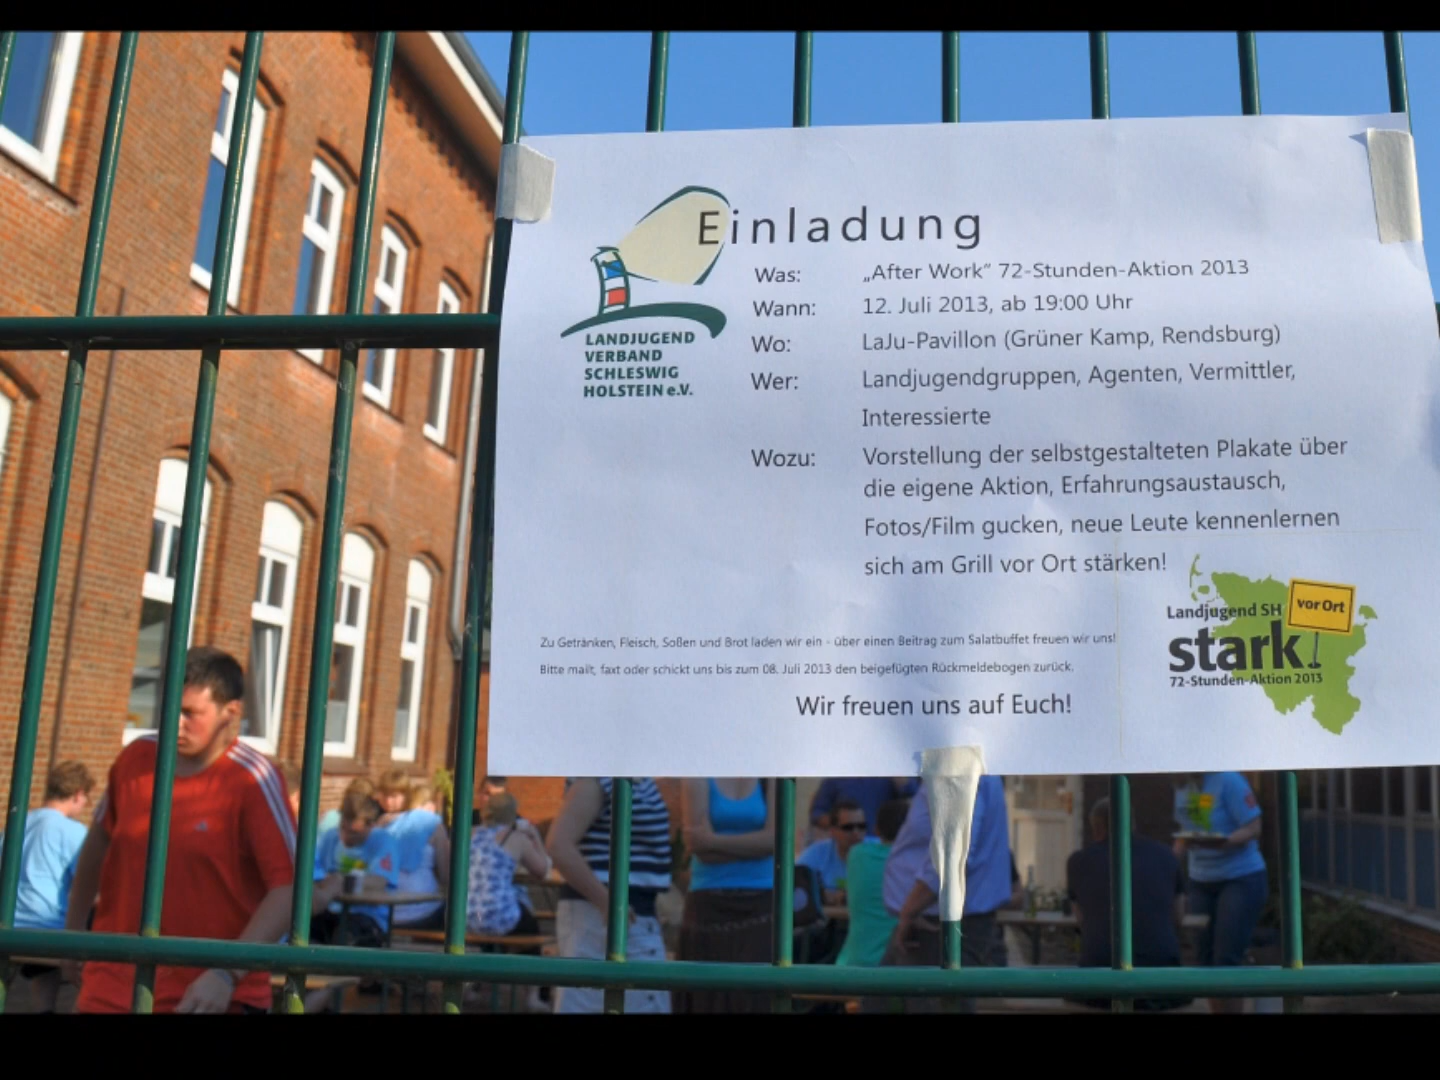 Einladung
Was: „After Work“ 72-Stunden-Aktion 2013
Wann: 12. Juli 2013, ab 19:00 Uhr
Wo: LaJu-Pavillon (Grüner Kamp, Rendsburg)
Wer: Landjugendgruppen, Agenten, Vermittler,
Interessierte
Wozu: Vorstellung der selbstgestalteten Plakate über
die eigene Aktion, Erfahrungsaustausch,
Fotos/Film gucken, neue Leute kennenlernen
sich am Grill vor Ort stärken!
LANDJUGEND
VERBAND
SCHLESWIG
HOLSTEIN e.V.
Zu Getränken, Fleisch, Soßen und Brot laden wir ein - über einen Beitrag zum Salatbuffet freuen wir uns!
Bitte mailt, faxt oder schickt uns bis zum 08. Juli 2013 den beigefügten Rückmeldebogen zurück.
Wir freuen uns auf Euch!
Landjugend SH
vor Ort
stark!
72-Stunden-Aktion 2013